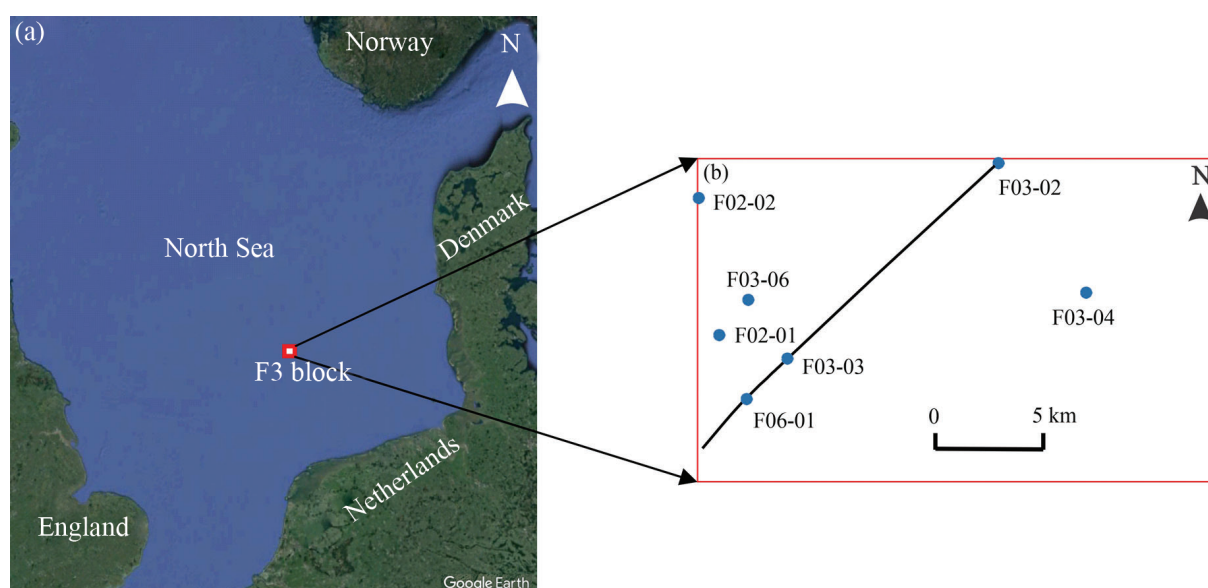 (a)
Norway
N
Denmark
North Sea
F3 block
Netherlands
England
Google Earth
(b)
N
F03-02
F02-02
F03-06
F03-04
F02-01
F03-03
F06-01
0 5 km